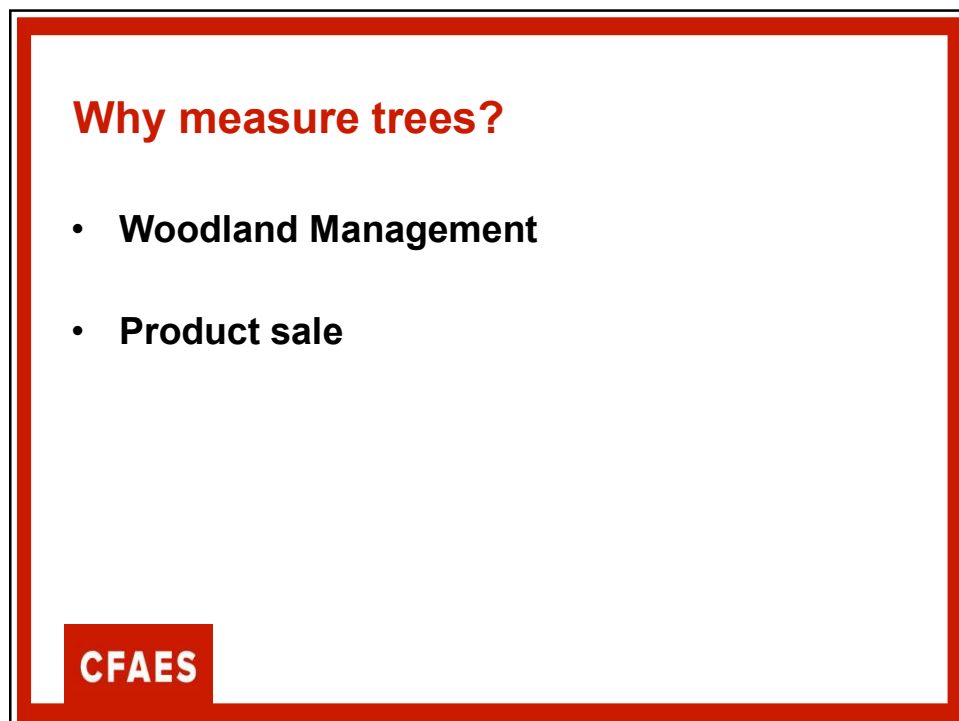 Why measure trees?
• Woodland Management
• Product sale
CFAES